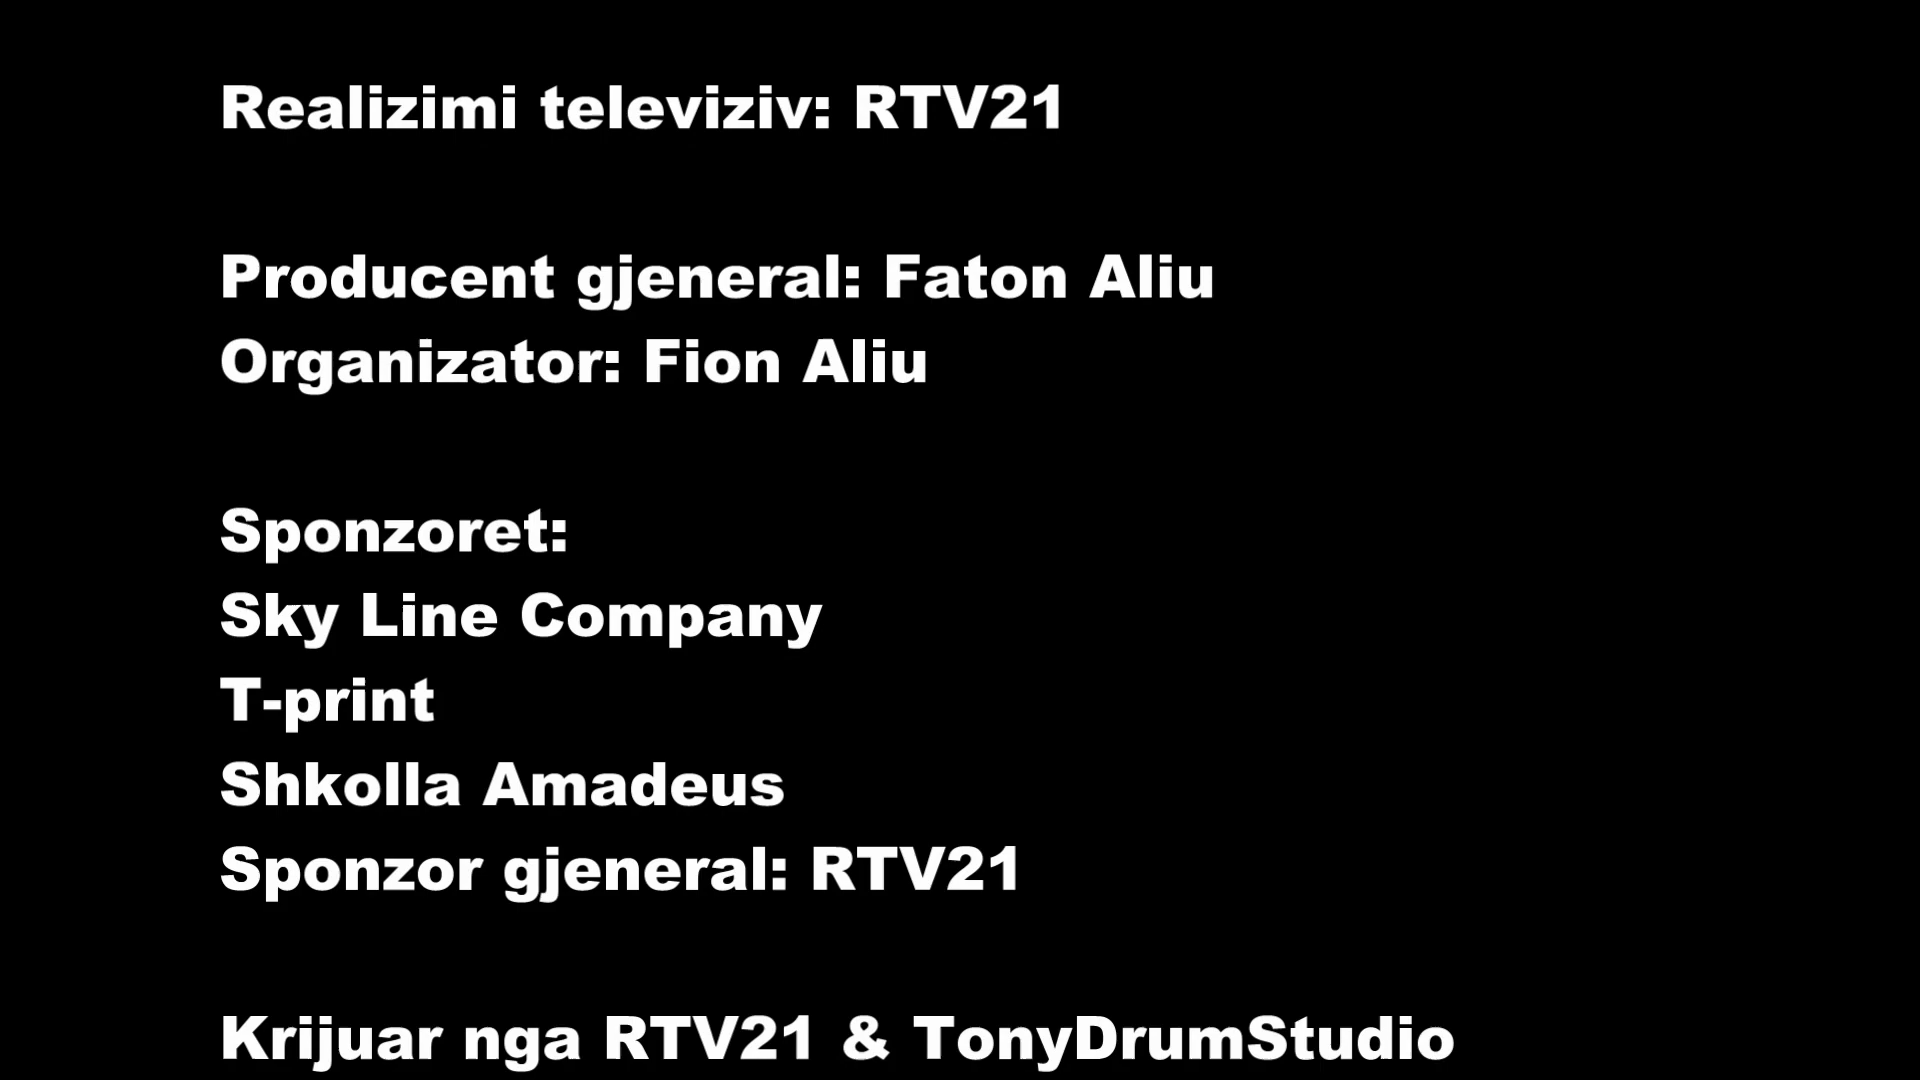 Realizimi televiziv: RTV21
Producent gjeneral: Faton Aliu
Organizator: Fion Aliu
Sponzoret:
Sky Line Company
T-print
Shkolla Amadeus
Sponzor gjeneral: RTV21
Krijuar nga RTV21 & TonyDrumStudio